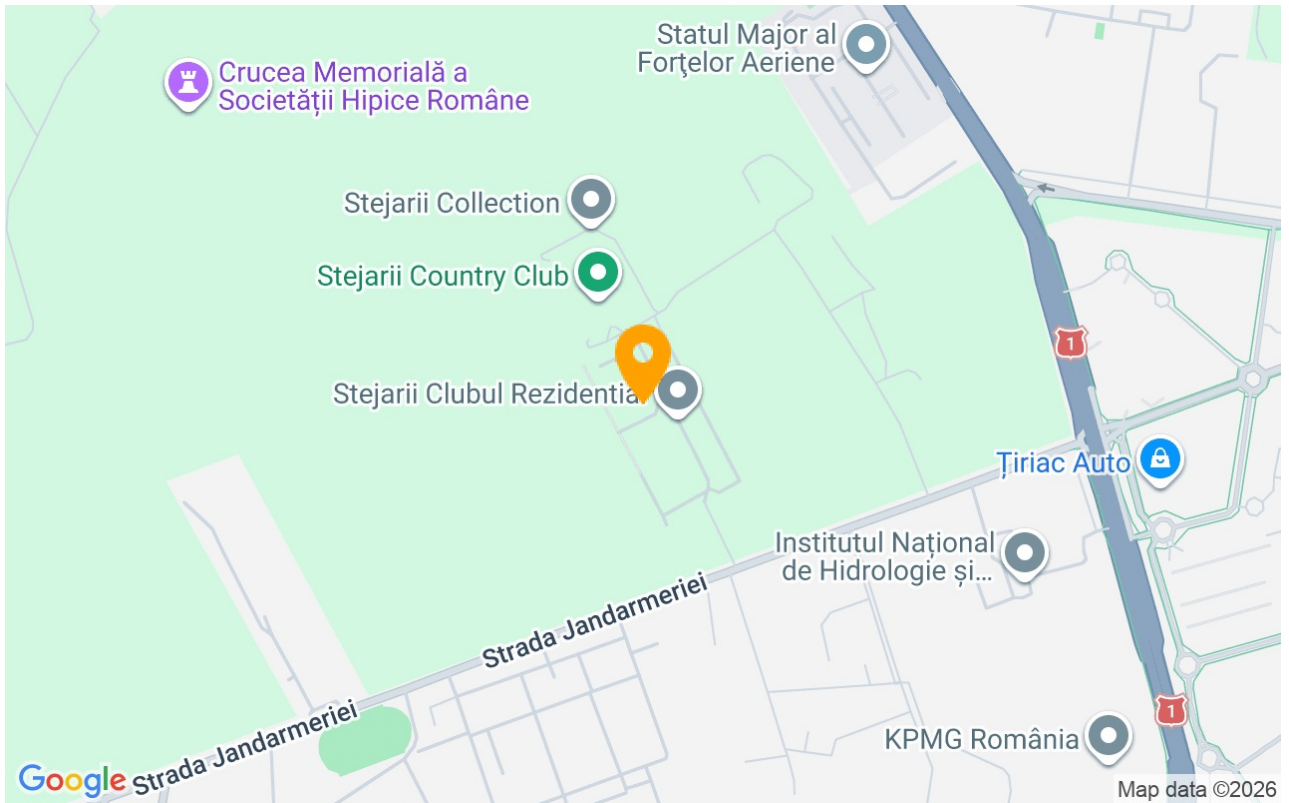 Statul Major al
Forţelor Aeriene
Crucea Memorială a
Societății Hipice Române
Stejarii Collection
Stejarii Country Club
1
Stejarii Clubul Rezidential
Țiriac Auto
Institutul Național
de Hidrologie și...
Strada Jandarmeriei
Strada Jandarmeriei
1
KPMG România
Google
Map data ©2026